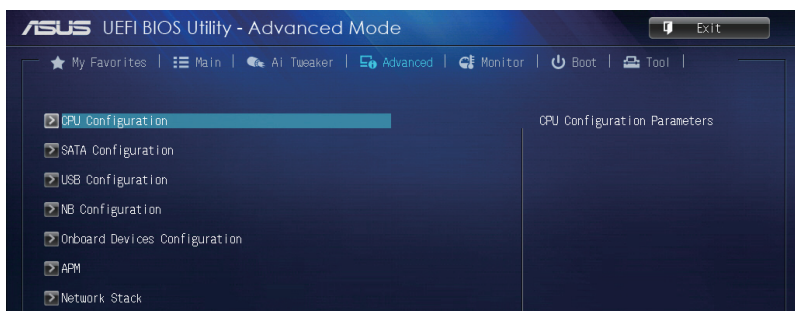 ASUS UEFI BIOS Utility - Advanced Mode
Exit
My Favorites | Main | Ai Tweaker | Advanced | Monitor | Boot | Tool |
CPU Configuration
CPU Configuration Parameters
SATA Configuration
USB Configuration
NB Configuration
Onboard Devices Configuration
APM
Network Stack